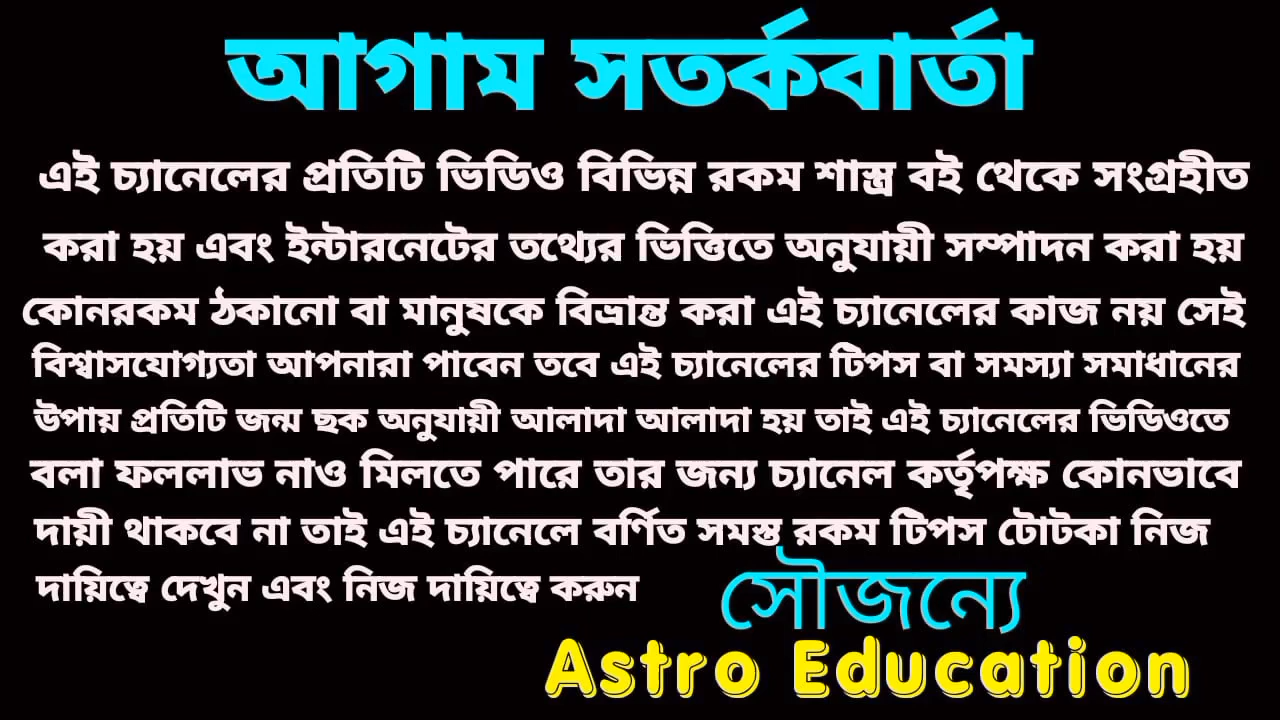 আগাম সতর্কবার্তা
এই চ্যানেলের প্রতিটি ভিডিও বিভিন্ন রকম শাস্ত্র বই থেকে সংগ্রহীত
করা হয় এবং ইন্টারনেটের তথ্যের ভিত্তিতে অনুযায়ী সম্পাদন করা হয়
কোনরকম ঠকানো বা মানুষকে বিভ্রান্ত করা এই চ্যানেলের কাজ নয় সেই
বিশ্বাসযোগ্যতা আপনারা পাবেন তবে এই চ্যানেলের টিপস বা সমস্যা সমাধানের
উপায় প্রতিটি জন্ম ছক অনুযায়ী আলাদা আলাদা হয় তাই এই চ্যানেলের ভিডিওতে
বলা ফললাভ নাও মিলতে পারে তার জন্য চ্যানেল কর্তৃপক্ষ কোনভাবে
দায়ী থাকবে না তাই এই চ্যানেলে বর্ণিত সমস্ত রকম টিপস টোটকা নিজ
দায়িত্বে দেখুন এবং নিজ দায়িত্বে করুন
সৌজন্যে
Astro Education